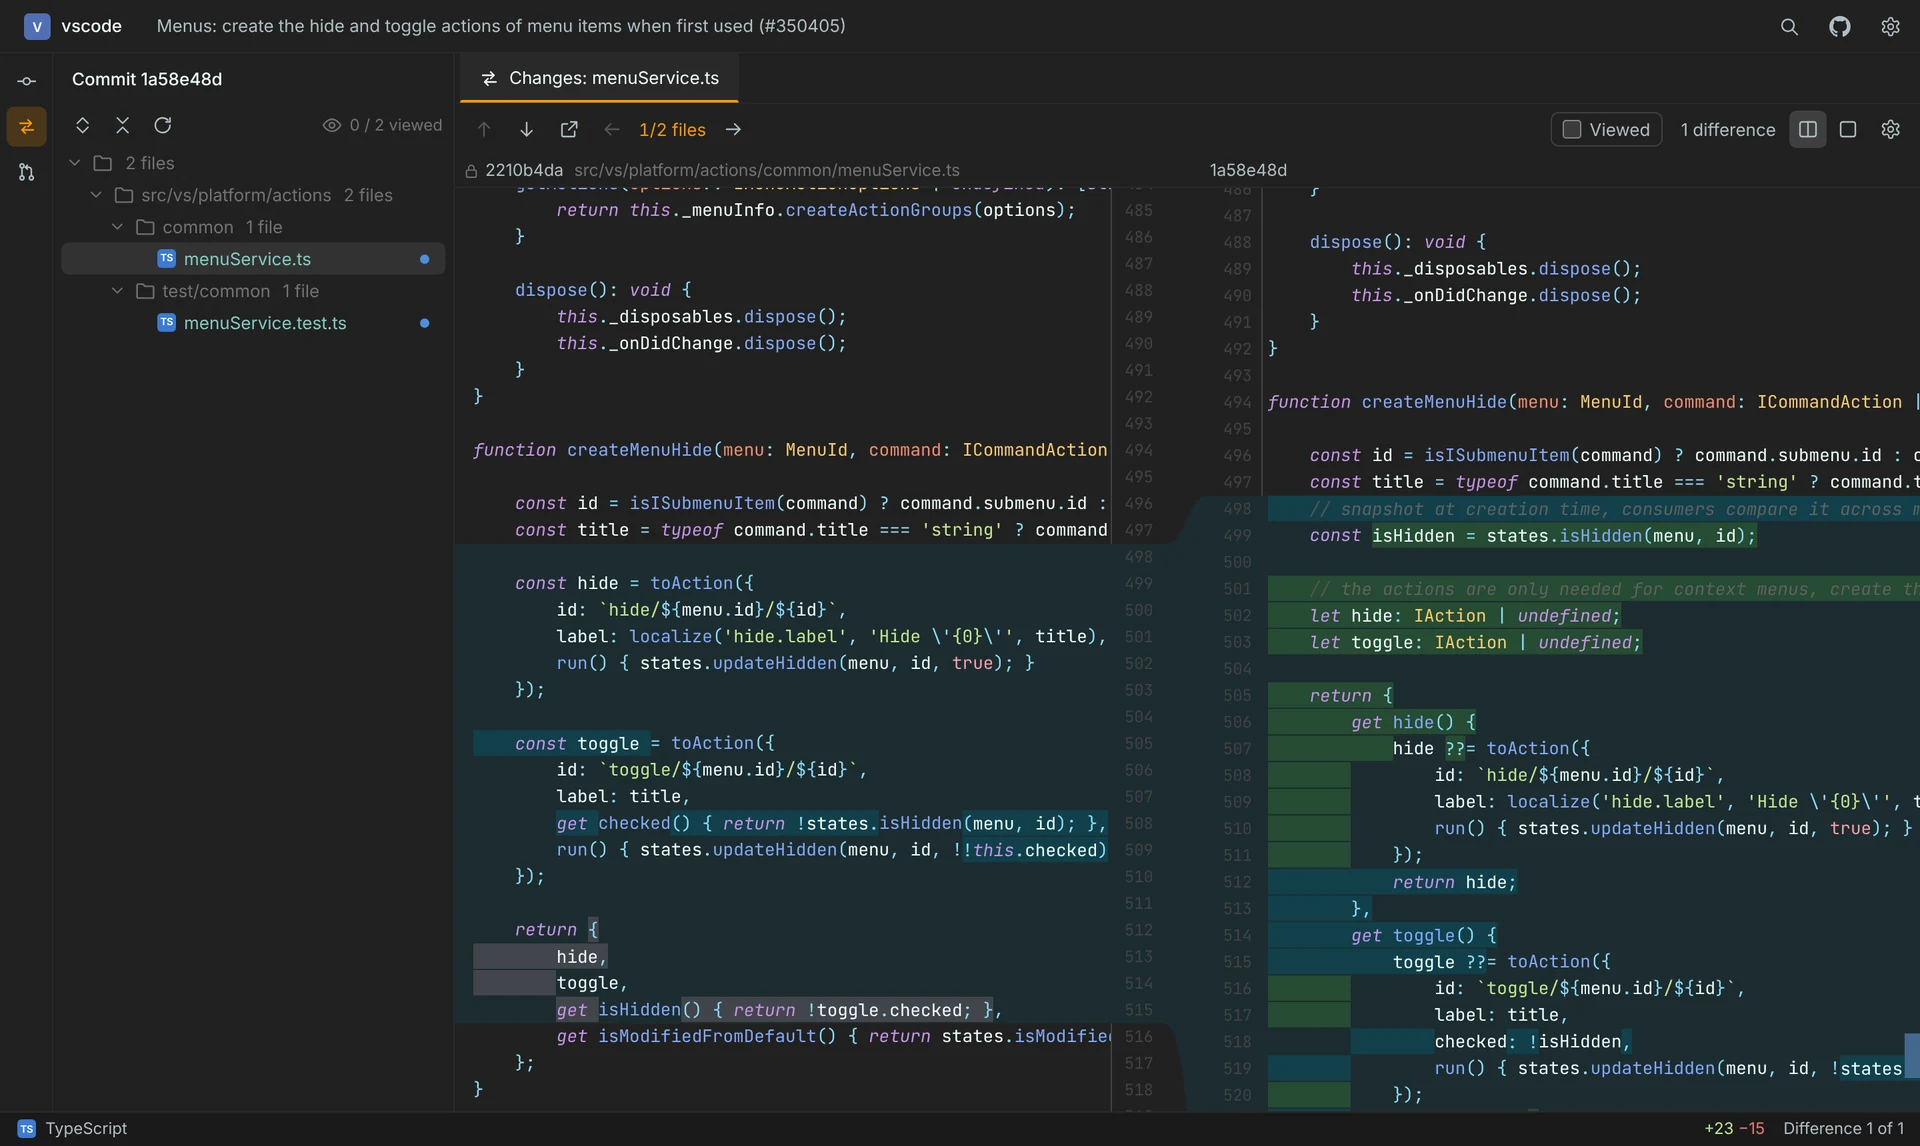 V vscode Menus: create the hide and toggle actions of menu items when first used (#350405)
Commit 1a58e48d
0 / 2 viewed
2 files
src/vs/platform/actions 2 files
common 1 file
TS menuService.ts
test/common 1 file
TS menuService.test.ts
Changes: menuService.ts
1/2 files
Viewed
1 difference
2210b4da src/vs/platform/actions/common/menuService.ts
return this._menuInfo.createActionGroups(options); 485
} 486
487
dispose(): void { 488
this._disposables.dispose(); 489
this._onDidChange.dispose(); 490
} 491
} 492
493
function createMenuHide(menu: MenuId, command: ICommandAction 494
495
const id = isISubmenuItem(command) ? command.submenu.id : 496
const title = typeof command.title === 'string' ? command 497
498
const hide = toAction({ 499
id: `hide/${menu.id}/${id}`, 500
label: localize('hide.label', 'Hide \'{0}\'', title), 501
run() { states.updateHidden(menu, id, true); } 502
}); 503
504
const toggle = toAction({ 505
id: `toggle/${menu.id}/${id}`, 506
label: title, 507
get checked() { return !states.isHidden(menu, id); }, 508
run() { states.updateHidden(menu, id, !!this.checked) 509
}); 510
511
return { 512
hide, 513
toggle, 514
get isHidden() { return !toggle.checked; }, 515
get isModifiedFromDefault() { return states.isModified 516
}; 517
} 518
1a58e48d
486 }
487
488 dispose(): void {
489 this._disposables.dispose();
490 this._onDidChange.dispose();
491 }
492 }
493
494 function createMenuHide(menu: MenuId, command: ICommandAction |
495
496 const id = isISubmenuItem(command) ? command.submenu.id : c
497 const title = typeof command.title === 'string' ? command.t
498 // snapshot at creation time, consumers compare it across m
499 const isHidden = states.isHidden(menu, id);
500
501 // the actions are only needed for context menus, create th
502 let hide: IAction | undefined;
503 let toggle: IAction | undefined;
504
505 return {
506 get hide() {
507 hide ??= toAction({
508 id: `hide/${menu.id}/${id}`,
509 label: localize('hide.label', 'Hide \'{0}\'', t
510 run() { states.updateHidden(menu, id, true); }
511 });
512 return hide;
513 },
514 get toggle() {
515 toggle ??= toAction({
516 id: `toggle/${menu.id}/${id}`,
517 label: title,
518 checked: !isHidden,
519 run() { states.updateHidden(menu, id, !states
520 });
TS TypeScript
+23 −15 Difference 1 of 1